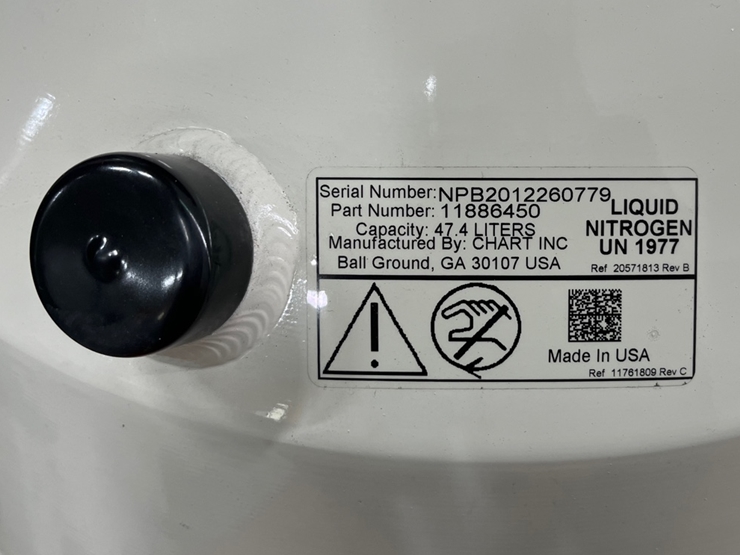 Serial Number: NPB2012260779
Part Number: 11886450
Capacity: 47.4 LITERS
Manufactured By: CHART INC
Ball Ground, GA 30107 USA
LIQUID
NITROGEN
UN 1977
Ref 20571813 Rev B
Made In USA
Ref 11761809 Rev C